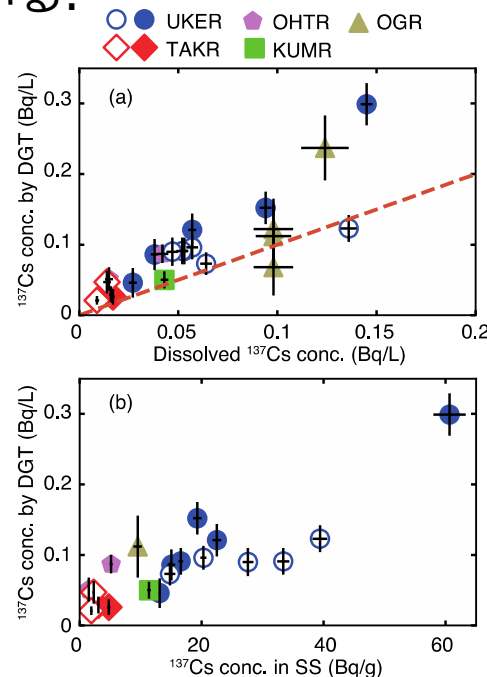 UKER OHTR OGR
TAKR KUMR
(a)
0.3
0.2
0.1
0
¹³⁷Cs conc. by DGT (Bq/L)
0 0.05 0.1 0.15 0.2
Dissolved ¹³⁷Cs conc. (Bq/L)
(b)
0.3
0.2
0.1
0
¹³⁷Cs conc. by DGT (Bq/L)
0 20 40 60
¹³⁷Cs conc. in SS (Bq/g)